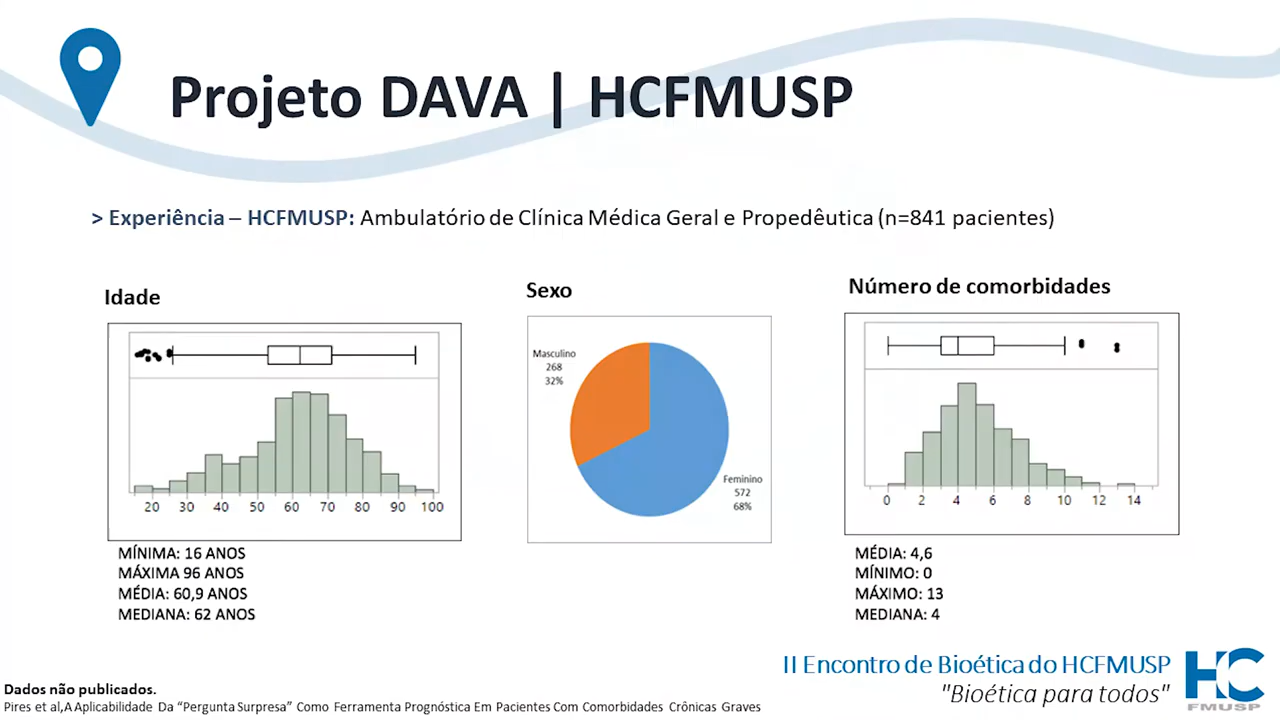 Projeto DAVA | HCFMUSP
> Experiência – HCFMUSP: Ambulatório de Clínica Médica Geral e Propedêutica (n=841 pacientes)
Idade
20 30 40 50 60 70 80 90 100
MÍNIMA: 16 ANOS
MÁXIMA 96 ANOS
MÉDIA: 60,9 ANOS
MEDIANA: 62 ANOS
Sexo
Masculino
268
32%
Feminino
572
68%
Número de comorbidades
0 2 4 6 8 10 12 14
MÉDIA: 4,6
MÍNIMO: 0
MÁXIMO: 13
MEDIANA: 4
II Encontro de Bioética do HCFMUSP
"Bioética para todos"
HC
FMUSP
Dados não publicados.
Pires et al,A Aplicabilidade Da “Pergunta Surpresa” Como Ferramenta Prognóstica Em Pacientes Com Comorbidades Crônicas Graves